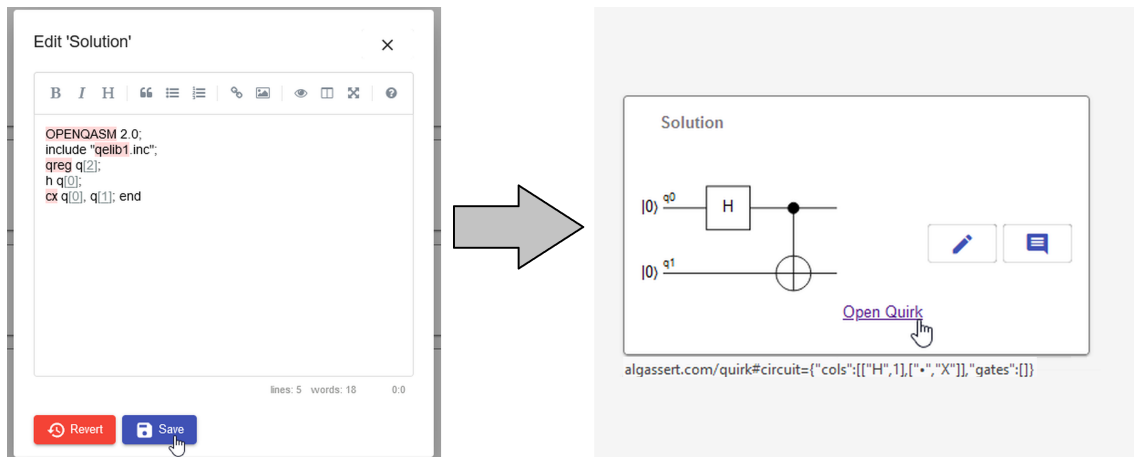 Edit 'Solution'
B I H
OPENQASM 2.0;
include "qelib1.inc";
qreg q[2];
h q[0];
cx q[0], q[1]; end
lines: 5 words: 18 0:0
Revert Save
Solution
|0⟩ q0 H
|0⟩ q1
Open Quirk
algassert.com/quirk#circuit={"cols":[["H",1],["•","X"]],"gates":[]}